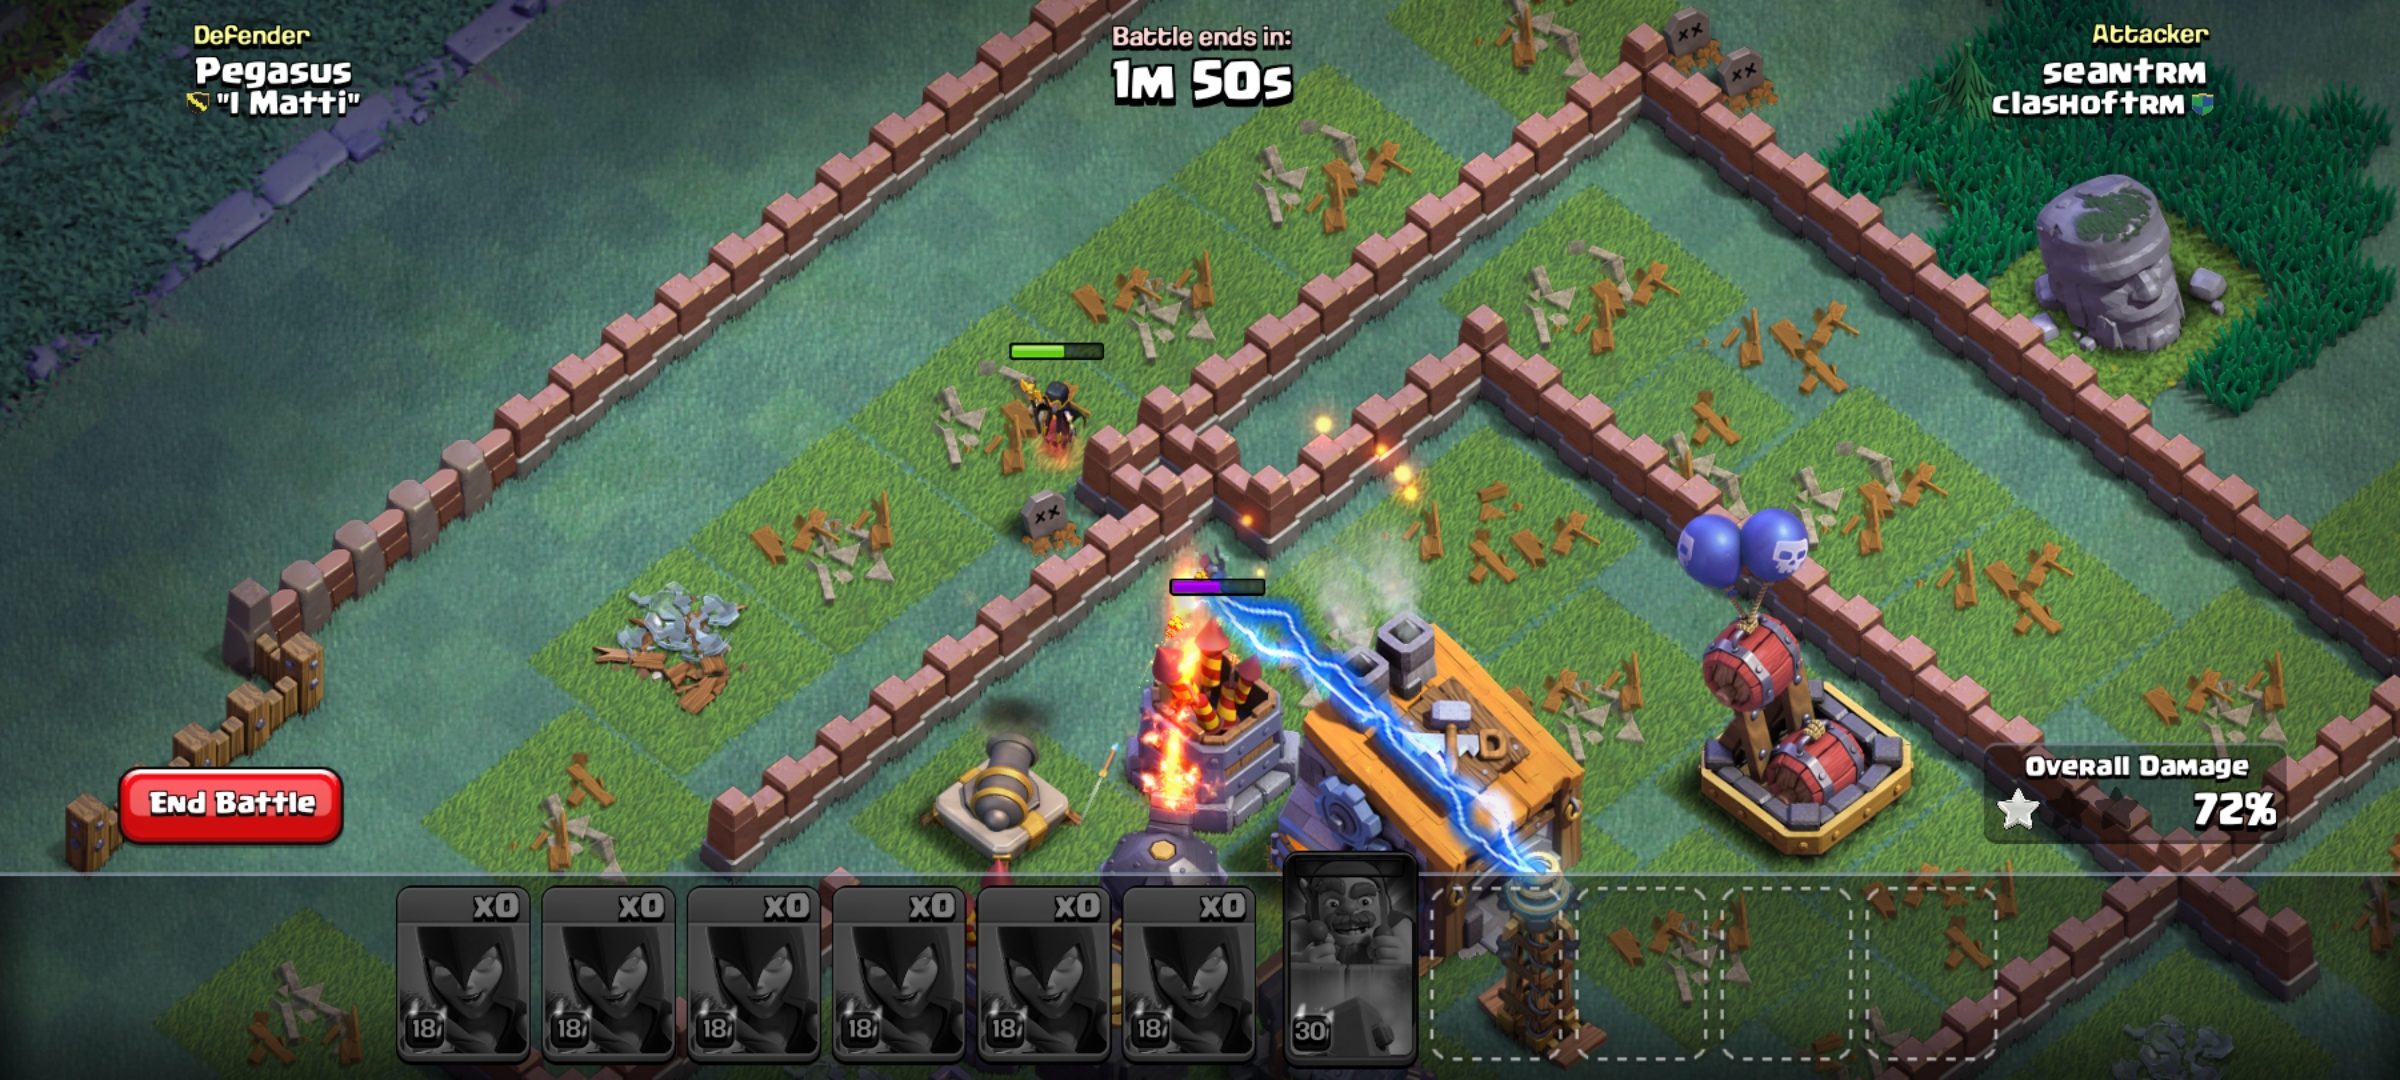 Defender
Pegasus
"I Matti"
Battle ends in:
1M 50s
Attacker
seantRM
clashoftRM
End Battle
Overall Damage
72%
x0
x0
x0
x0
x0
x0
18
18
18
18
18
18
30